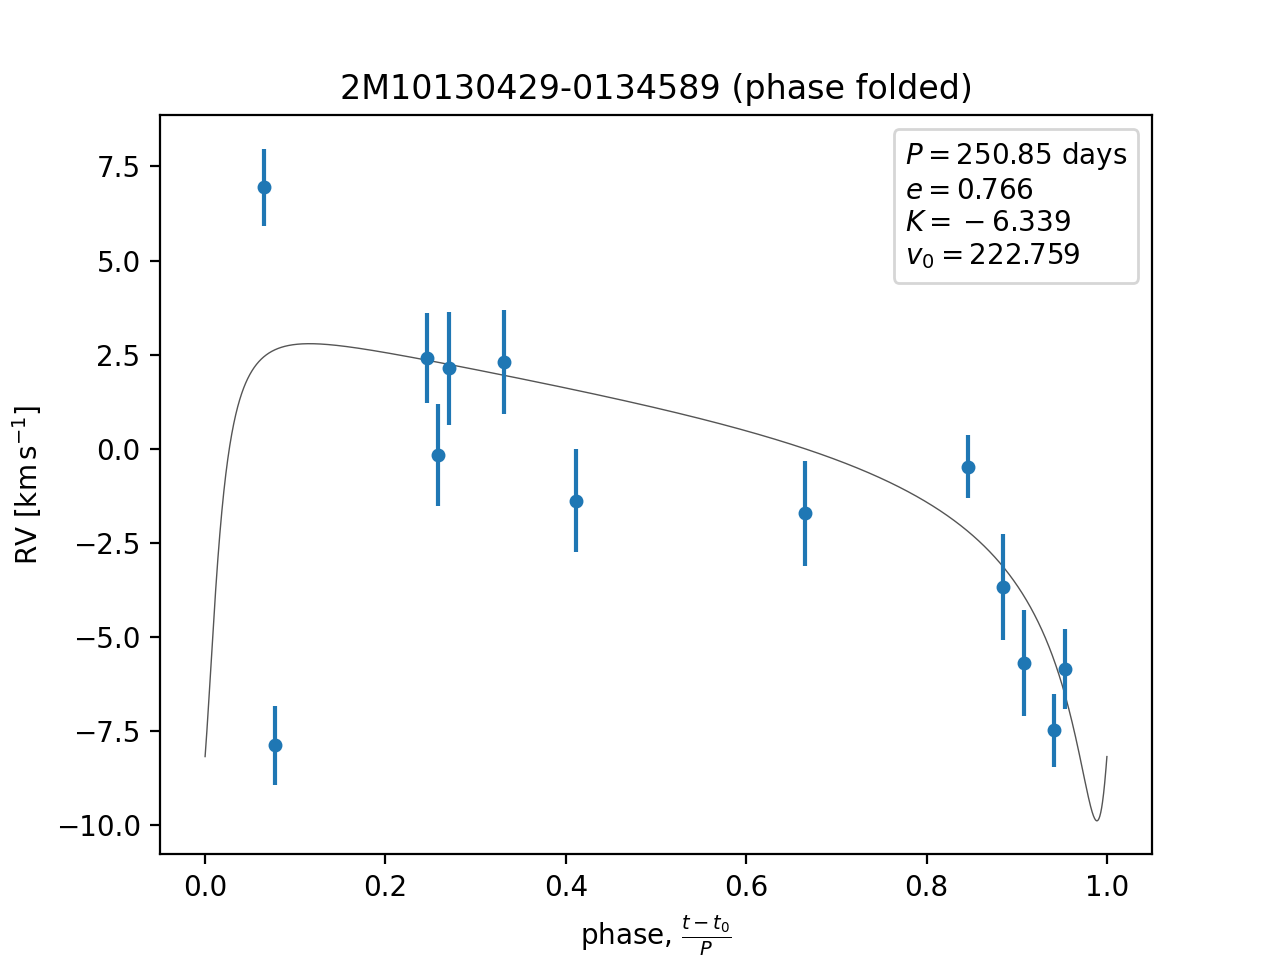 2M10130429-0134589 (phase folded)
P = 250.85 days
e = 0.766
K = −6.339
v₀ = 222.759
7.5
5.0
2.5
0.0
−2.5
−5.0
−7.5
−10.0
RV [km s⁻¹]
0.0 0.2 0.4 0.6 0.8 1.0
phase, (t − t₀)/P